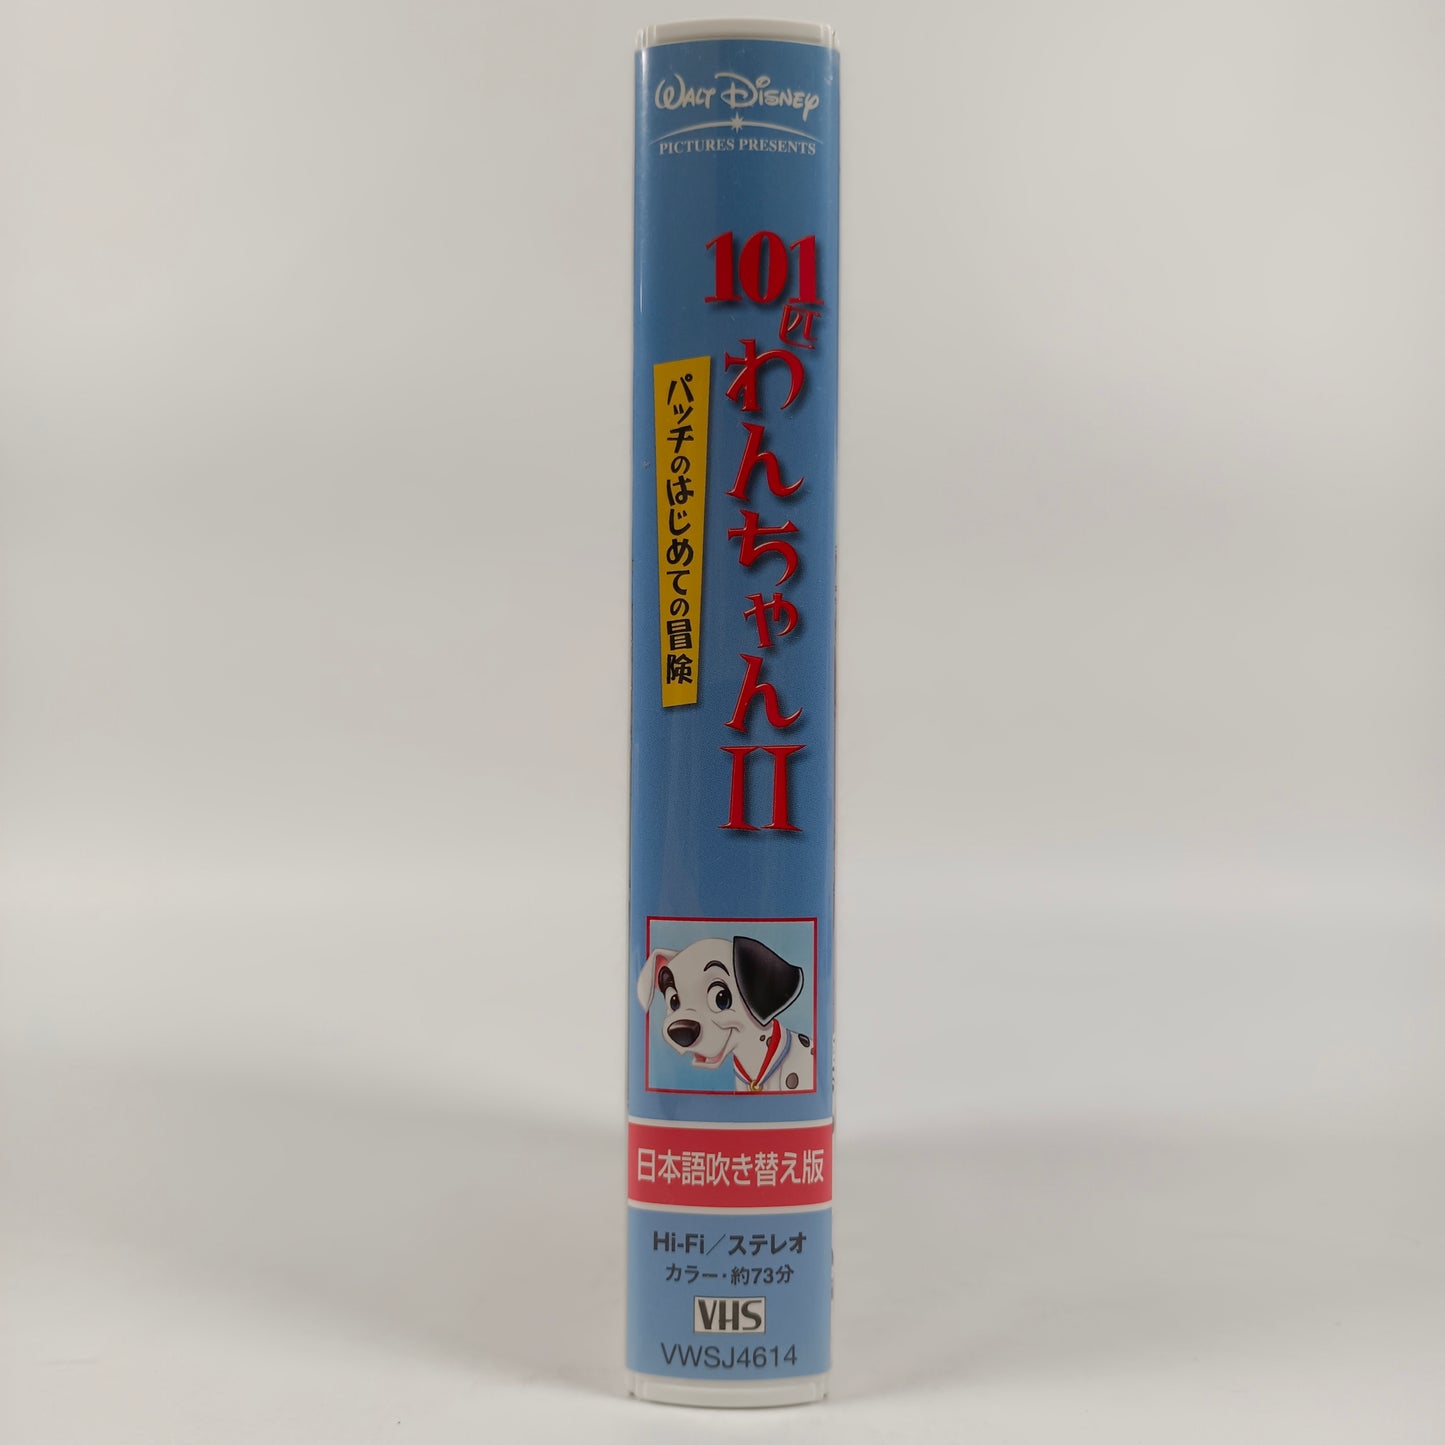 WALT DISNEY
PICTURES PRESENTS
101匹
わんちゃんII
パッチのはじめての冒険
日本語吹き替え版
Hi-Fi／ステレオ
カラー・約73分
VHS
VWSJ4614